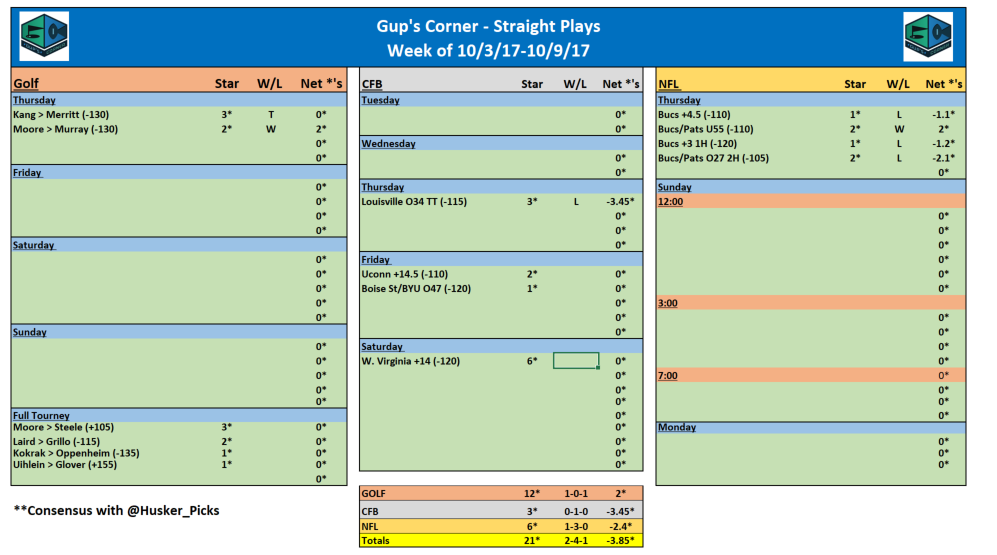 Gup's Corner - Straight Plays
Week of 10/3/17-10/9/17
Golf Star W/L Net *'s
Thursday
Kang > Merritt (-130) 3* T 0*
Moore > Murray (-130) 2* W 2*
0*
0*
Friday
0*
0*
0*
0*
Saturday
0*
0*
0*
0*
0*
Sunday
0*
0*
0*
0*
Full Tourney
Moore > Steele (+105) 3* 0*
Laird > Grillo (-115) 2* 0*
Kokrak > Oppenheim (-135) 1* 0*
Uihlein > Glover (+155) 1* 0*
0*
**Consensus with @Husker_Picks
CFB Star W/L Net *'s
Tuesday
0*
0*
Wednesday
0*
0*
Thursday
Louisville O34 TT (-115) 3* L -3.45*
0*
0*
0*
Friday
Uconn +14.5 (-110) 2* 0*
Boise St/BYU O47 (-120) 1* 0*
0*
0*
0*
Saturday
W. Virginia +14 (-120) 6* 0*
0*
0*
0*
0*
0*
0*
0*
0*
GOLF 12* 1-0-1 2*
CFB 3* 0-1-0 -3.45*
NFL 6* 1-3-0 -2.4*
Totals 21* 2-4-1 -3.85*
NFL Star W/L Net *'s
Thursday
Bucs +4.5 (-110) 1* L -1.1*
Bucs/Pats U55 (-110) 2* W 2*
Bucs +3 1H (-120) 1* L -1.2*
Bucs/Pats O27 2H (-105) 2* L -2.1*
0*
Sunday
12:00
0*
0*
0*
0*
0*
0*
3:00
0*
0*
0*
0*
7:00 0*
0*
0*
0*
Monday
0*
0*
0*